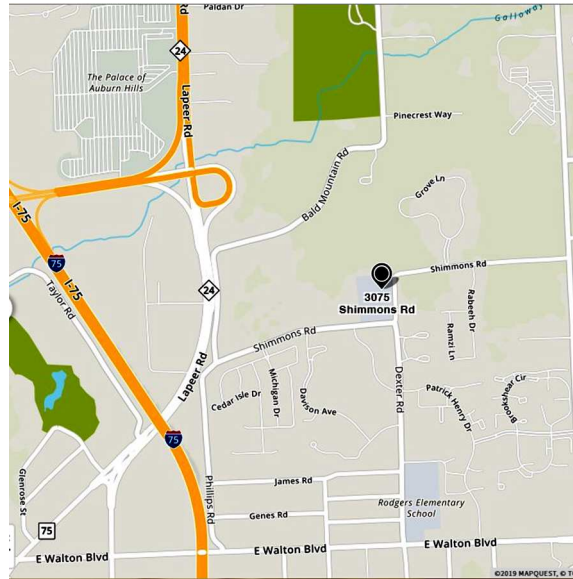 Paldan Dr
Rd
Galloway
24
The Palace of
Auburn Hills
Lapeer Rd
Pinecrest Way
Bald Mountain Rd
Grove Ln
I-75
75
I-75
Taylor Rd
24
Shimmons Rd
3075
Shimmons Rd
Rabeeh Dr
Ramzi Ln
Shimmons Rd
Lapeer Rd
Cedar Isle Dr
Michigan Dr
Davison Ave
Dexter Rd
Patrick Henry Dr
Brookshear Cir
75
Glenrose St
Phillips Rd
James Rd
Rodgers Elementary
School
Genes Rd
75
E Walton Blvd
E Walton Blvd
©2019 MAPQUEST, ©